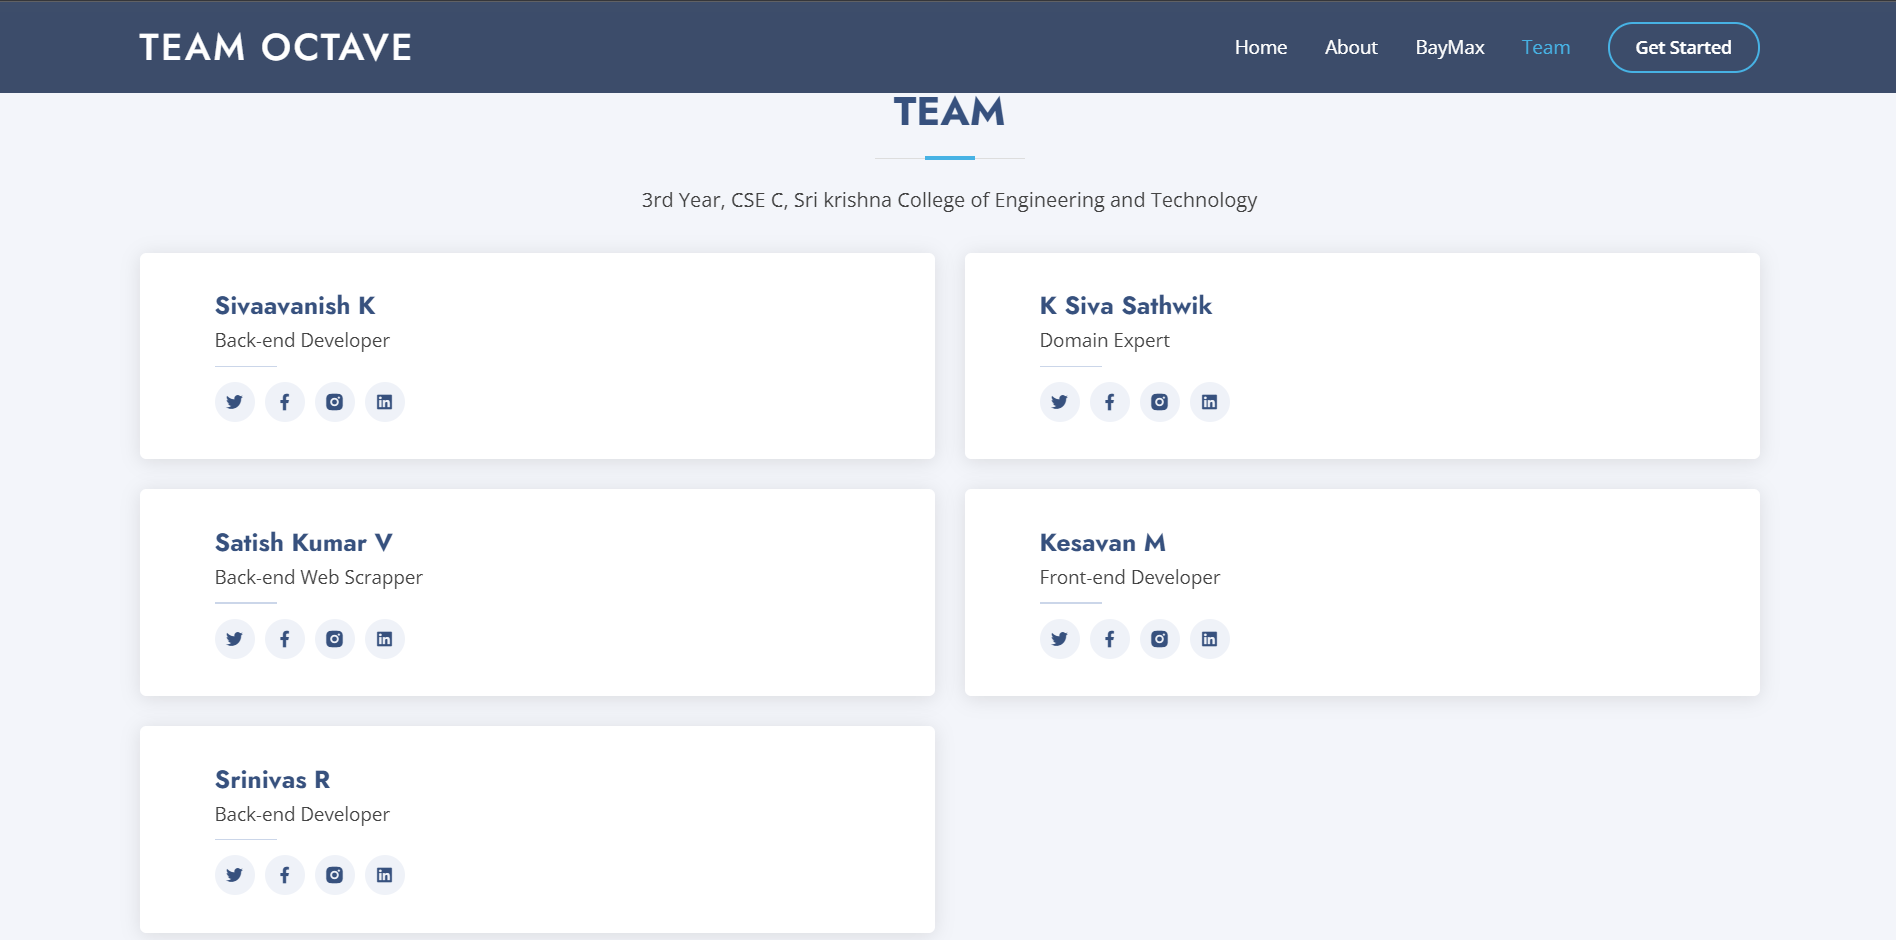 TEAM OCTAVE
Home About BayMax Team Get Started
TEAM
3rd Year, CSE C, Sri krishna College of Engineering and Technology
Sivaavanish K
Back-end Developer
K Siva Sathwik
Domain Expert
Satish Kumar V
Back-end Web Scrapper
Kesavan M
Front-end Developer
Srinivas R
Back-end Developer